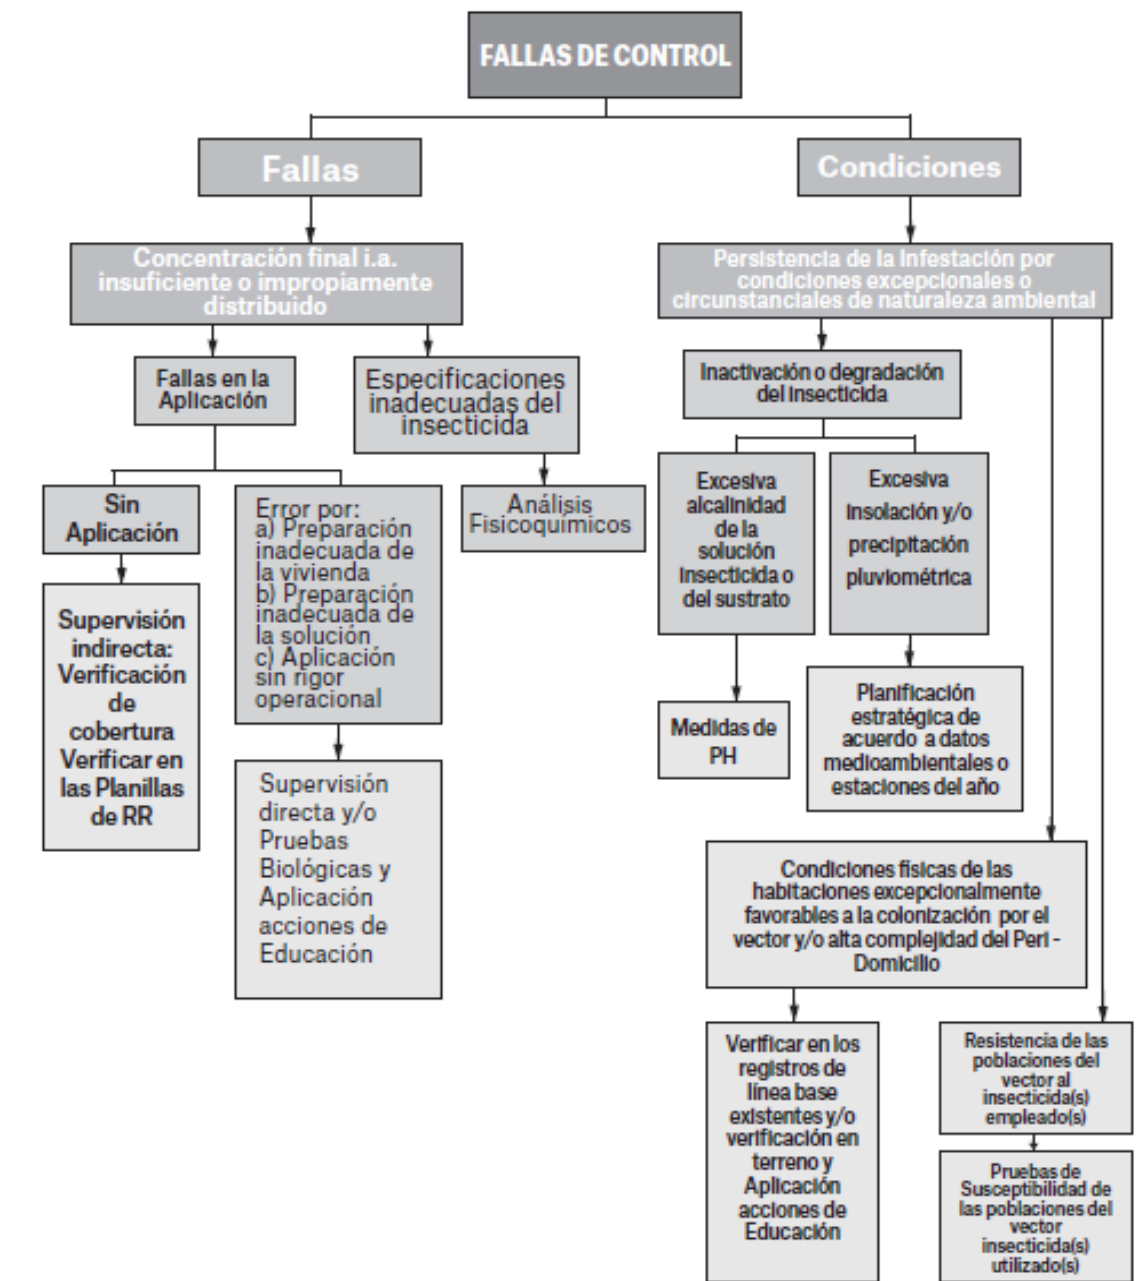 FALLAS DE CONTROL
Fallas
Condiciones
Concentración final i.a.
insuficiente o impropiamente
distribuido
Persistencia de la Infestación por
condiciones excepcionales o
circunstanciales de naturaleza ambiental
Fallas en la
Aplicación
Especificaciones
inadecuadas del
insecticida
Inactivación o degradación
del Insecticida
Sin
Aplicación
Error por:
a) Preparación
inadecuada de
la vivienda
b) Preparación
inadecuada de
la solución
c) Aplicación
sin rigor
operacional
Análisis
Fisicoquímicos
Excesiva
alcalinidad
de la
solución
Insecticida o
del sustrato
Excesiva
Insolación y/o
precipitación
pluviométrica
Supervisión
indirecta:
Verificación
de
cobertura
Verificar en
las Planillas
de RR
Supervisión
directa y/o
Pruebas
Biológicas y
Aplicación
acciones de
Educación
Medidas de
PH
Planificación
estratégica de
acuerdo a datos
medioambientales o
estaciones del año
Condiciones físicas de las
habitaciones excepcionalmente
favorables a la colonización por el
vector y/o alta complejidad del Peri -
Domicilio
Verificar en los
registros de
línea base
existentes y/o
verificación en
terreno y
Aplicación
acciones de
Educación
Resistencia de las
poblaciones del
vector al
insecticida(s)
empleado(s)
Pruebas de
Susceptibilidad de
las poblaciones del
vector
insecticida(s)
utilizado(s)